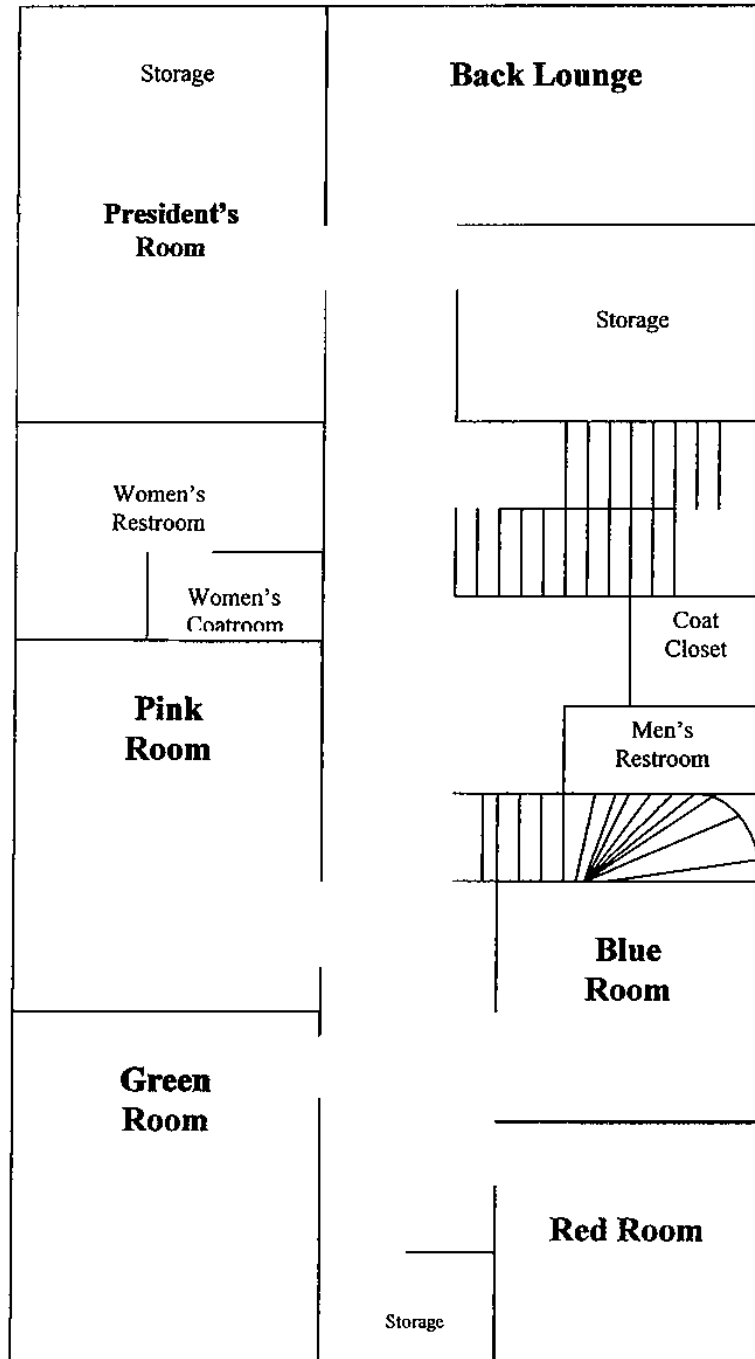 Storage
Back Lounge
President's
Room
Storage
Women's
Restroom
Women's
Coatroom
Coat
Closet
Pink
Room
Men's
Restroom
Blue
Room
Green
Room
Red Room
Storage